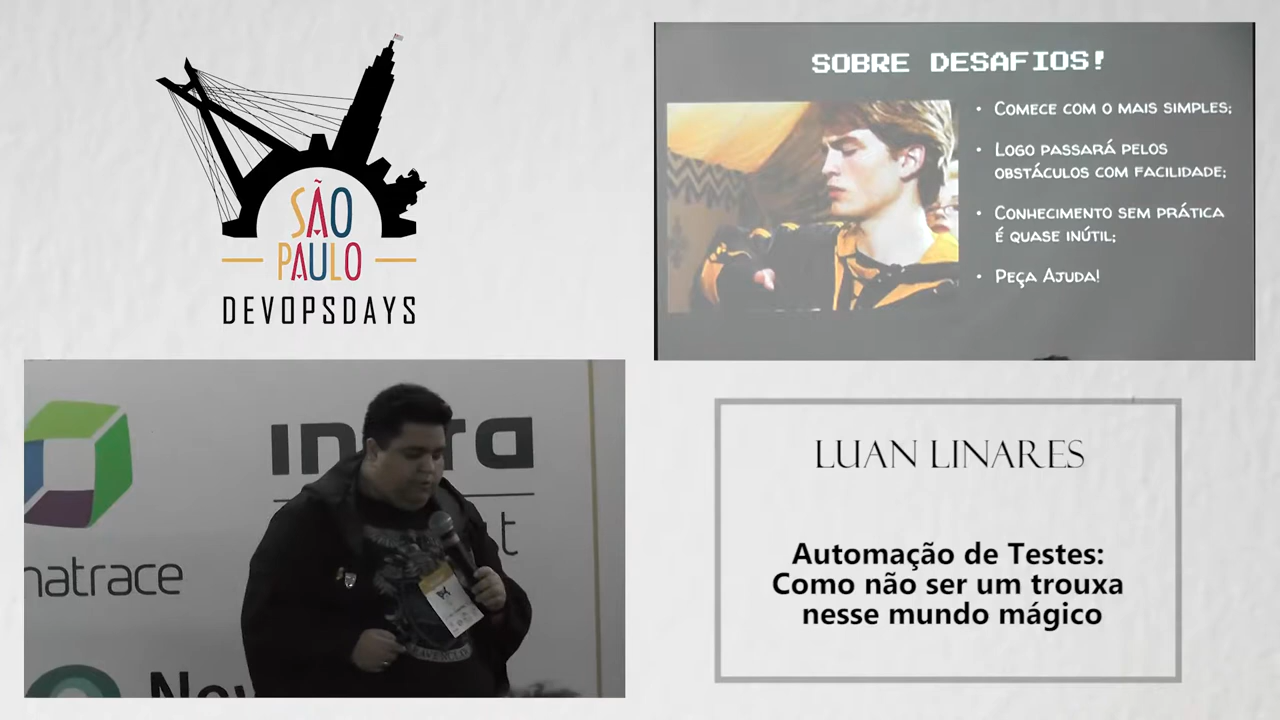 SÃO
PAULO
DEVOPSDAYS
SOBRE DESAFIOS!
• COMECE COM O MAIS SIMPLES;
• LOGO PASSARÁ PELOS
OBSTÁCULOS COM FACILIDADE;
• CONHECIMENTO SEM PRÁTICA
É QUASE INÚTIL;
• PEÇA AJUDA!
natrace
LUAN LINARES
Automação de Testes:
Como não ser um trouxa
nesse mundo mágico